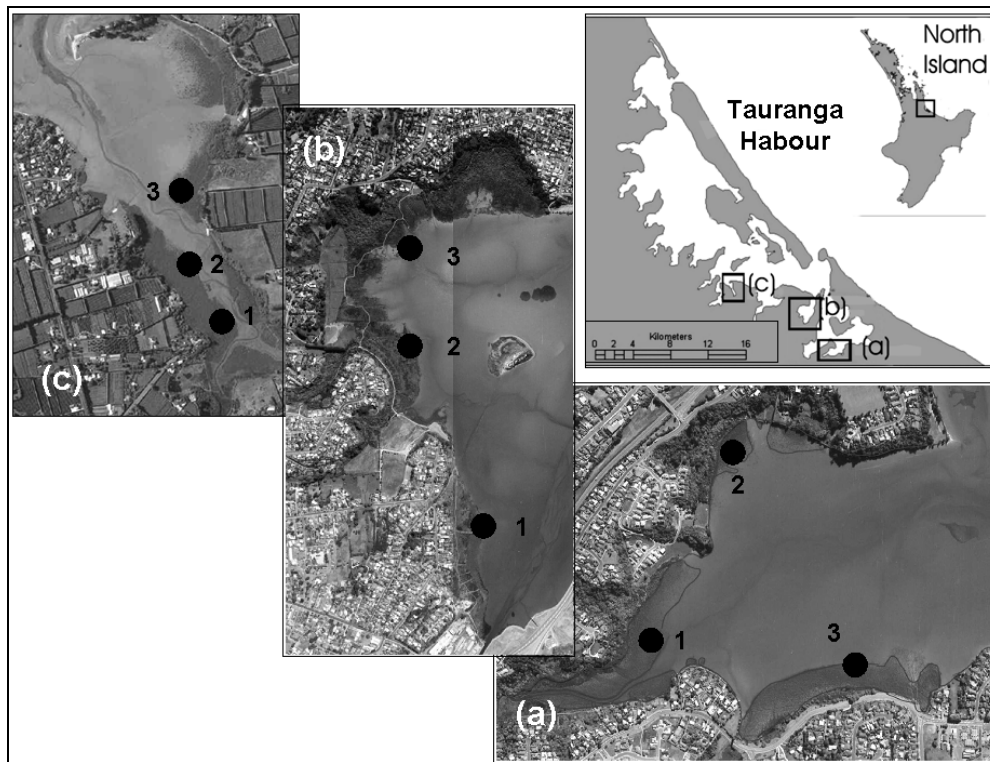 (c)
3
2
1
(b)
3
2
1
North
Island
Tauranga
Habour
(c)
(b)
(a)
Kilometers
0 2 4 8 12 16
2
1
3
(a)